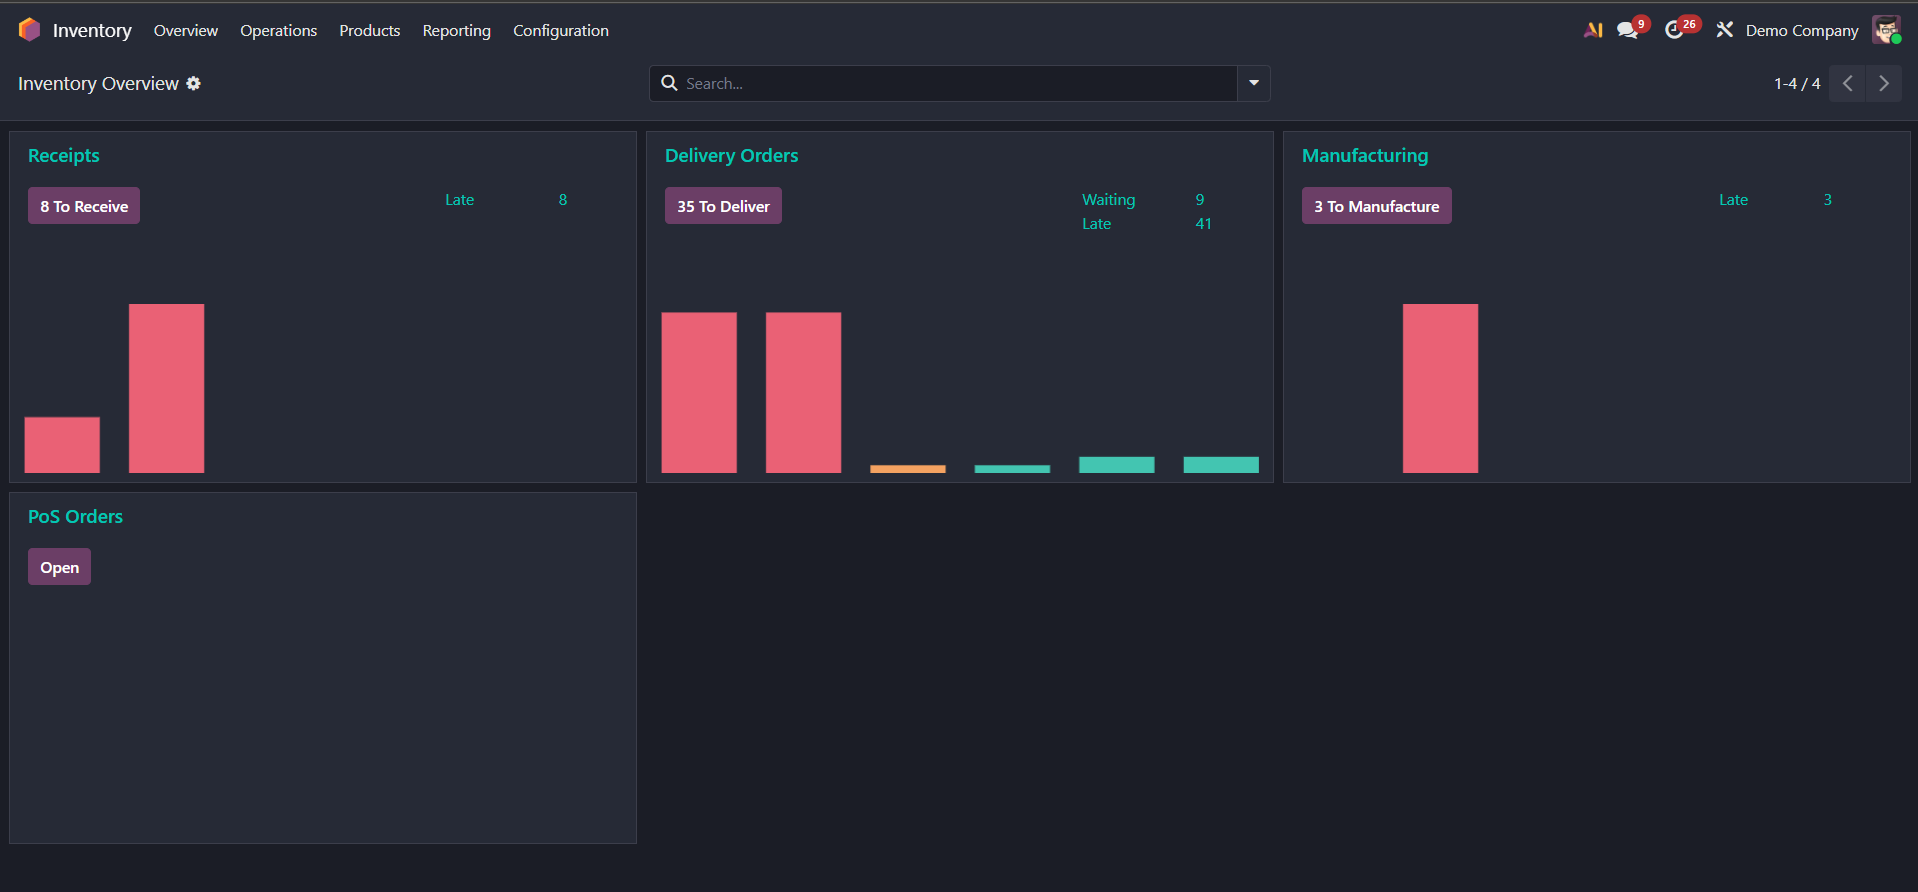 Inventory Overview Operations Products Reporting Configuration AI 9 26 Demo Company
Inventory Overview Search... 1-4 / 4
Receipts
8 To Receive Late 8
Delivery Orders
35 To Deliver Waiting 9
Late 41
Manufacturing
3 To Manufacture Late 3
PoS Orders
Open